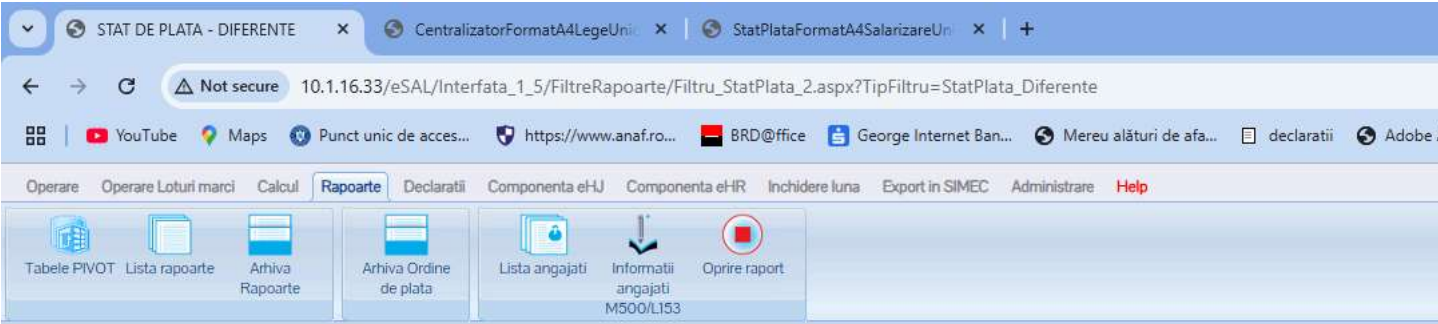 STAT DE PLATA - DIFERENTE CentralizatorFormatA4LegeUnic StatPlataFormatA4SalarizareUn
Not secure 10.1.16.33/eSAL/Interfata_1_5/FiltreRapoarte/Filtru_StatPlata_2.aspx?TipFiltru=StatPlata_Diferente
YouTube Maps Punct unic de acces... https://www.anaf.ro... BRD@ffice George Internet Ban... Mereu alături de afa... declaratii Adobe
Operare Operare Loturi marci Calcul Rapoarte Declaratii Componenta eHJ Componenta eHR Inchidere luna Export in SIMEC Administrare Help
Tabele PIVOT Lista rapoarte Arhiva Arhiva Ordine Lista angajati Informatii Oprire raport
Rapoarte de plata angajati
M500/L153